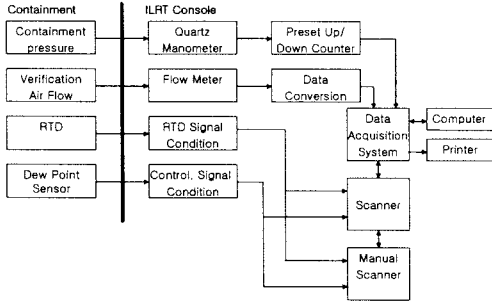 Containment
ILRT Console
Containment
pressure
Quartz
Manometer
Preset Up/
Down Counter
Verification
Air Flow
Flow Meter
Data
Conversion
RTD
RTD Signal
Condition
Data
Acquisition
System
Computer
Printer
Dew Point
Sensor
Control, Signal
Condition
Scanner
Manual
Scanner